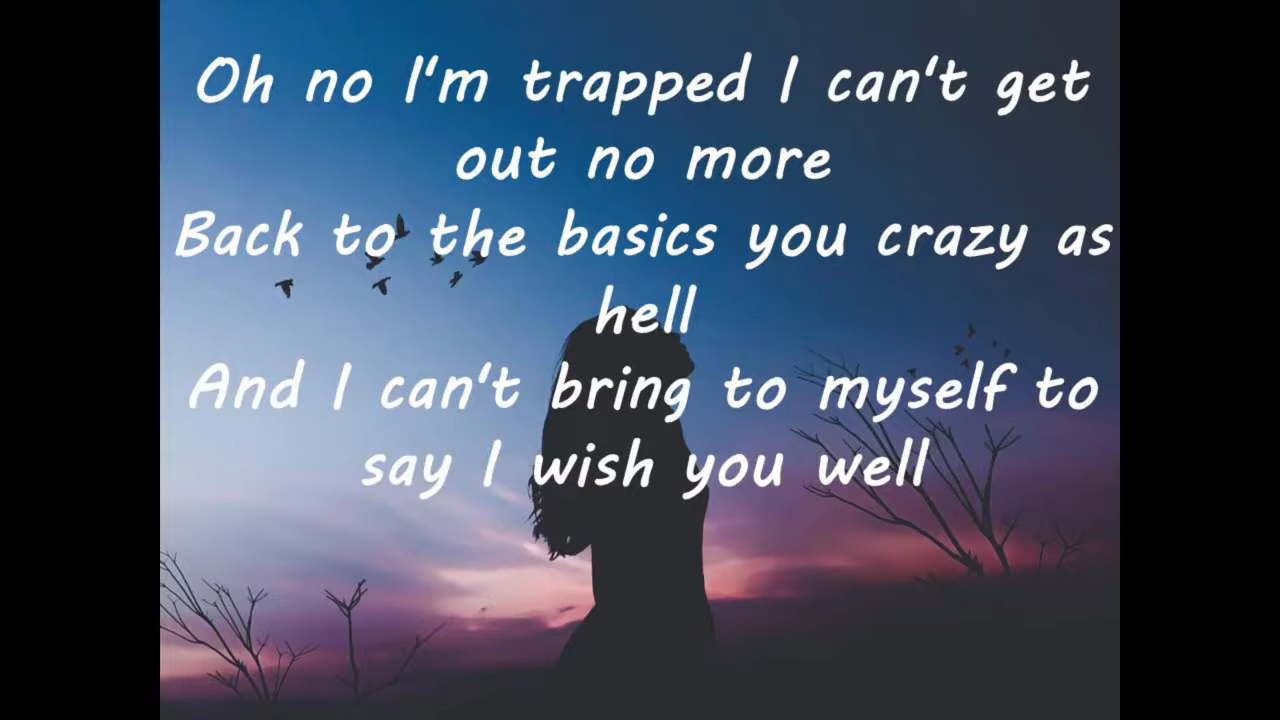 Oh no I'm trapped I can't get
out no more
Back to the basics you crazy as
hell
And I can't bring to myself to
say I wish you well